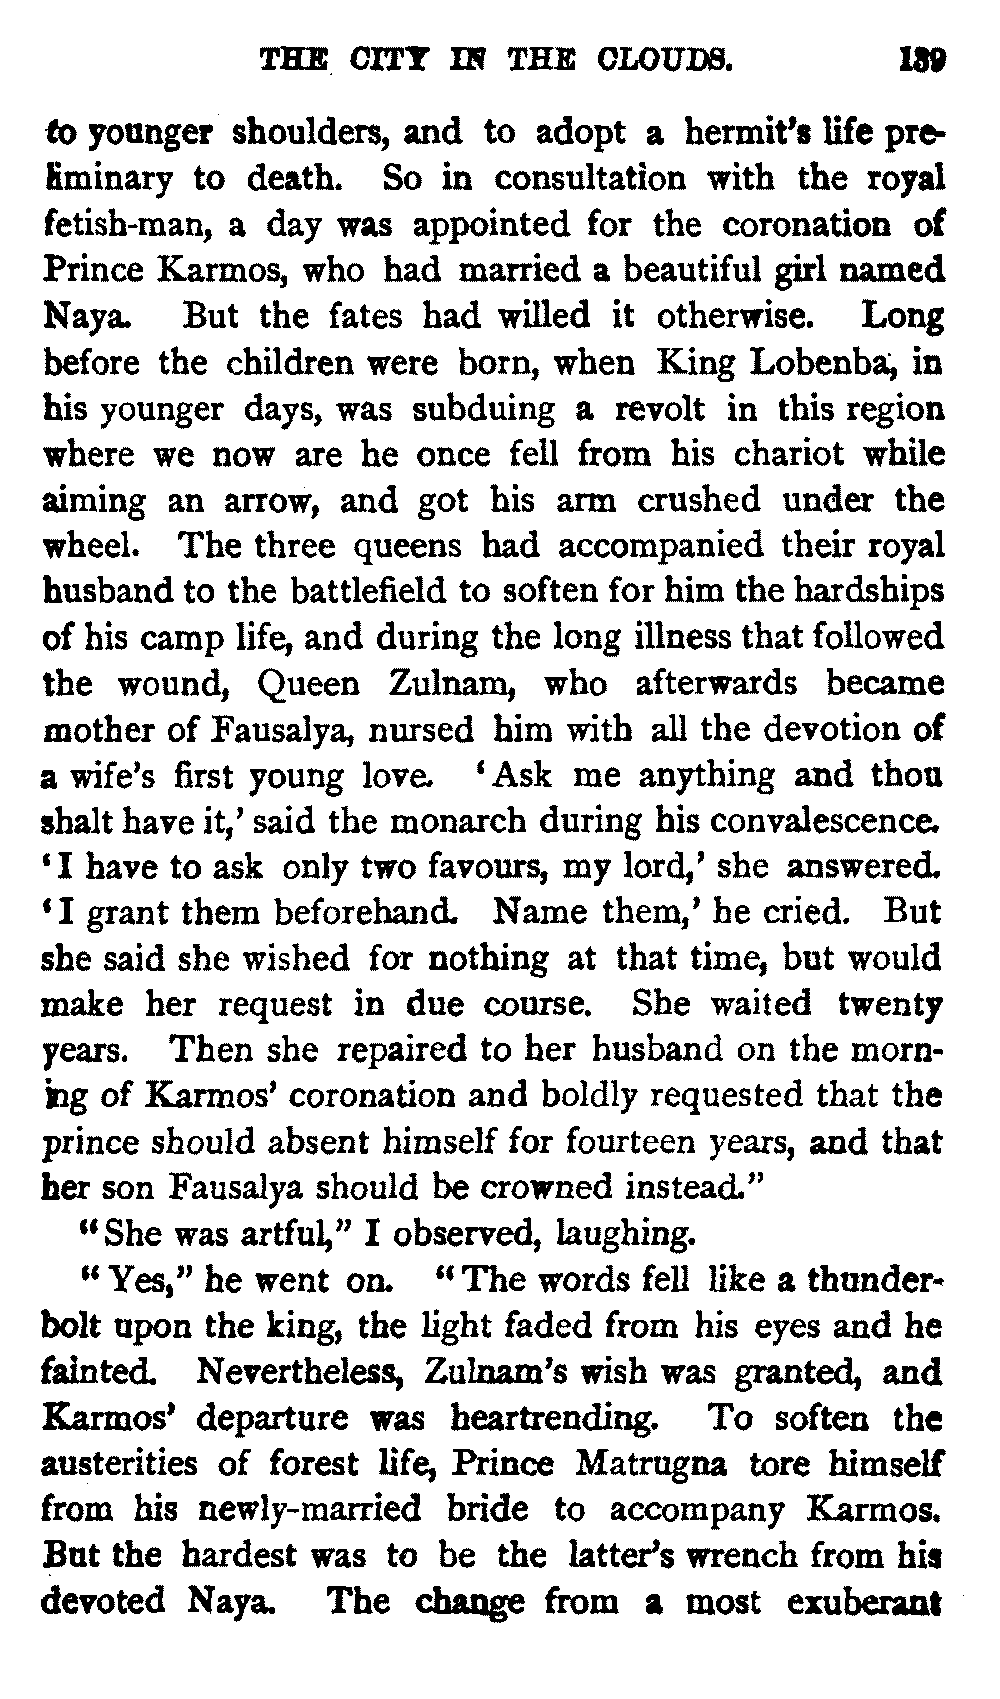 THE CITY IN THE CLOUDS. 139
to younger shoulders, and to adopt a hermit's life pre-
liminary to death. So in consultation with the royal
fetish-man, a day was appointed for the coronation of
Prince Karmos, who had married a beautiful girl named
Naya. But the fates had willed it otherwise. Long
before the children were born, when King Lobenba, in
his younger days, was subduing a revolt in this region
where we now are he once fell from his chariot while
aiming an arrow, and got his arm crushed under the
wheel. The three queens had accompanied their royal
husband to the battlefield to soften for him the hardships
of his camp life, and during the long illness that followed
the wound, Queen Zulnam, who afterwards became
mother of Fausalya, nursed him with all the devotion of
a wife's first young love. 'Ask me anything and thou
shalt have it,' said the monarch during his convalescence.
'I have to ask only two favours, my lord,' she answered.
'I grant them beforehand. Name them,' he cried. But
she said she wished for nothing at that time, but would
make her request in due course. She waited twenty
years. Then she repaired to her husband on the morn-
ing of Karmos' coronation and boldly requested that the
prince should absent himself for fourteen years, and that
her son Fausalya should be crowned instead."
"She was artful," I observed, laughing.
"Yes," he went on. "The words fell like a thunder-
bolt upon the king, the light faded from his eyes and he
fainted. Nevertheless, Zulnam's wish was granted, and
Karmos' departure was heartrending. To soften the
austerities of forest life, Prince Matrugna tore himself
from his newly-married bride to accompany Karmos.
But the hardest was to be the latter's wrench from his
devoted Naya. The change from a most exuberant